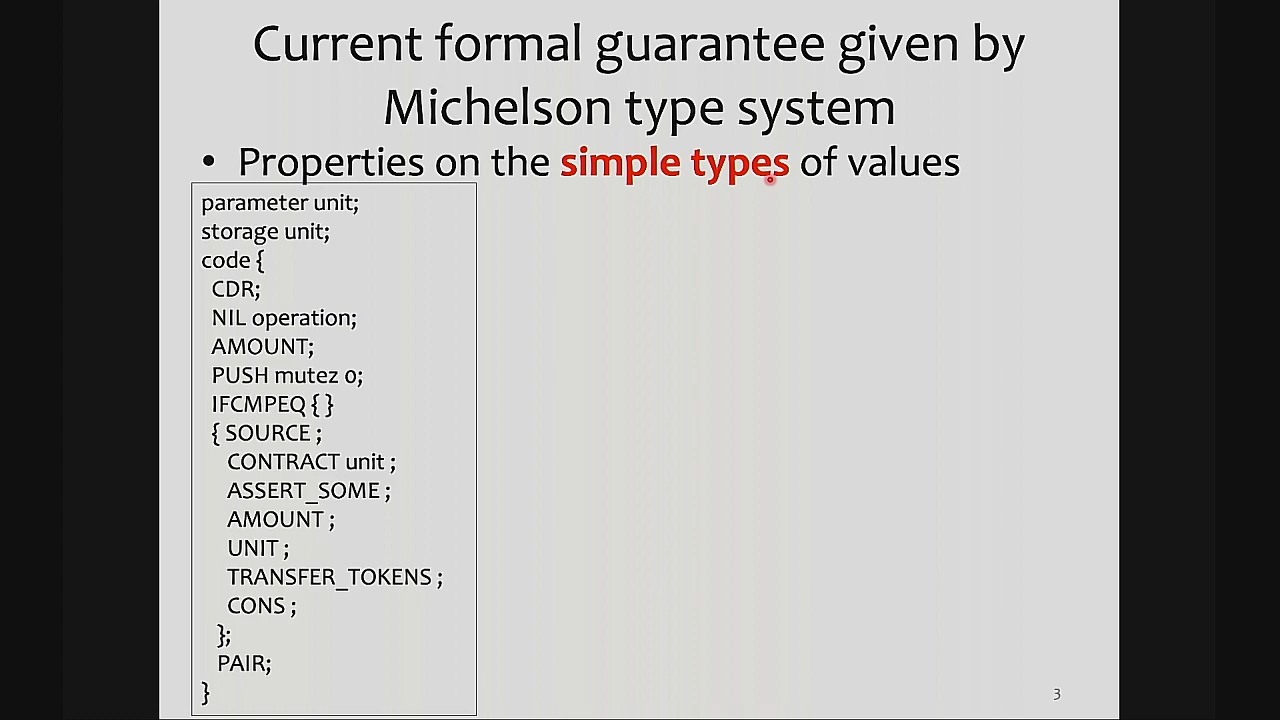 Current formal guarantee given by
Michelson type system
• Properties on the simple types of values
parameter unit;
storage unit;
code {
CDR;
NIL operation;
AMOUNT;
PUSH mutez 0;
IFCMPEQ { }
{ SOURCE ;
CONTRACT unit ;
ASSERT_SOME ;
AMOUNT ;
UNIT ;
TRANSFER_TOKENS ;
CONS ;
};
PAIR;
}
3